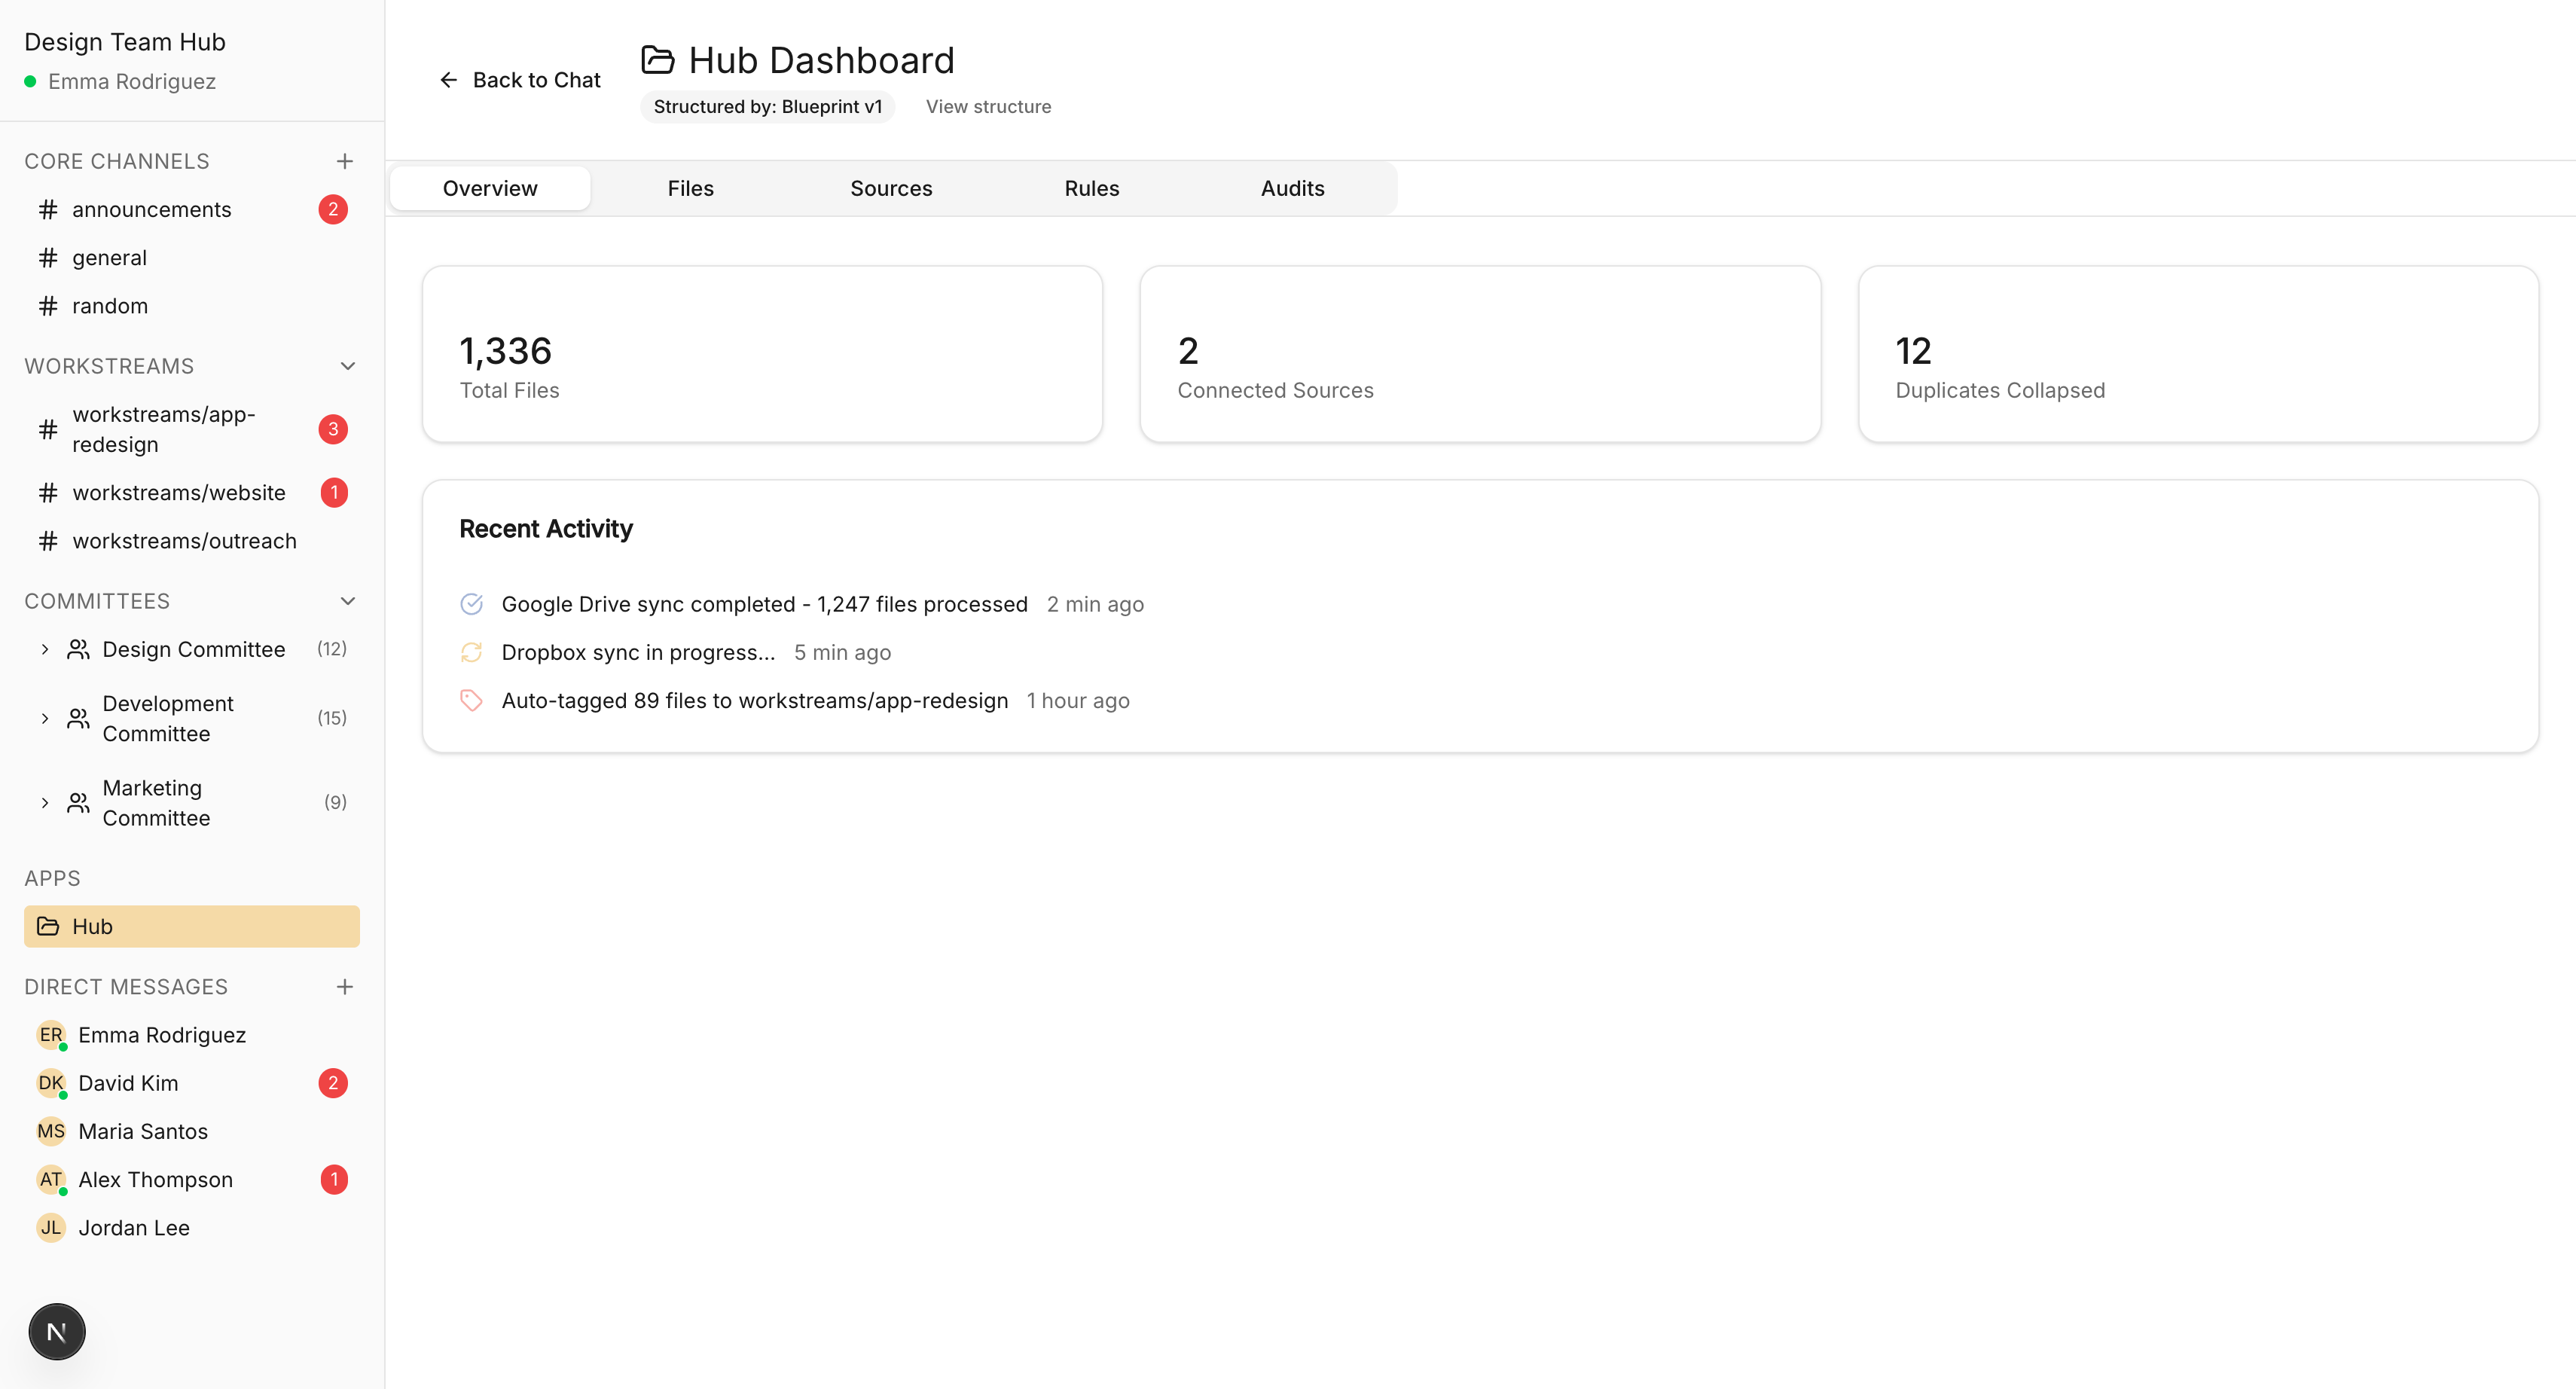 Design Team Hub
Emma Rodriguez
CORE CHANNELS
# announcements 2
# general
# random
WORKSTREAMS
# workstreams/app-
redesign 3
# workstreams/website 1
# workstreams/outreach
COMMITTEES
Design Committee (12)
Development
Committee (15)
Marketing
Committee (9)
APPS
Hub
DIRECT MESSAGES
ER Emma Rodriguez
DK David Kim 2
MS Maria Santos
AT Alex Thompson 1
JL Jordan Lee
N
Back to Chat
Hub Dashboard
Structured by: Blueprint v1 View structure
Overview Files Sources Rules Audits
1,336
Total Files
2
Connected Sources
12
Duplicates Collapsed
Recent Activity
Google Drive sync completed - 1,247 files processed 2 min ago
Dropbox sync in progress... 5 min ago
Auto-tagged 89 files to workstreams/app-redesign 1 hour ago